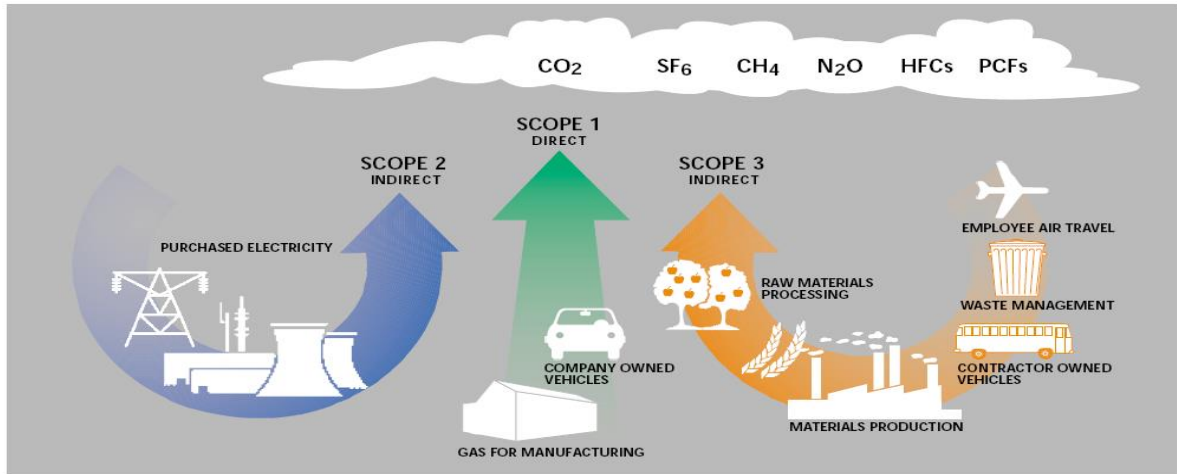 CO2 SF6 CH4 N2O HFCs PCFs
SCOPE 1
DIRECT
SCOPE 2
INDIRECT
SCOPE 3
INDIRECT
PURCHASED ELECTRICITY
COMPANY OWNED
VEHICLES
GAS FOR MANUFACTURING
RAW MATERIALS
PROCESSING
MATERIALS PRODUCTION
EMPLOYEE AIR TRAVEL
WASTE MANAGEMENT
CONTRACTOR OWNED
VEHICLES